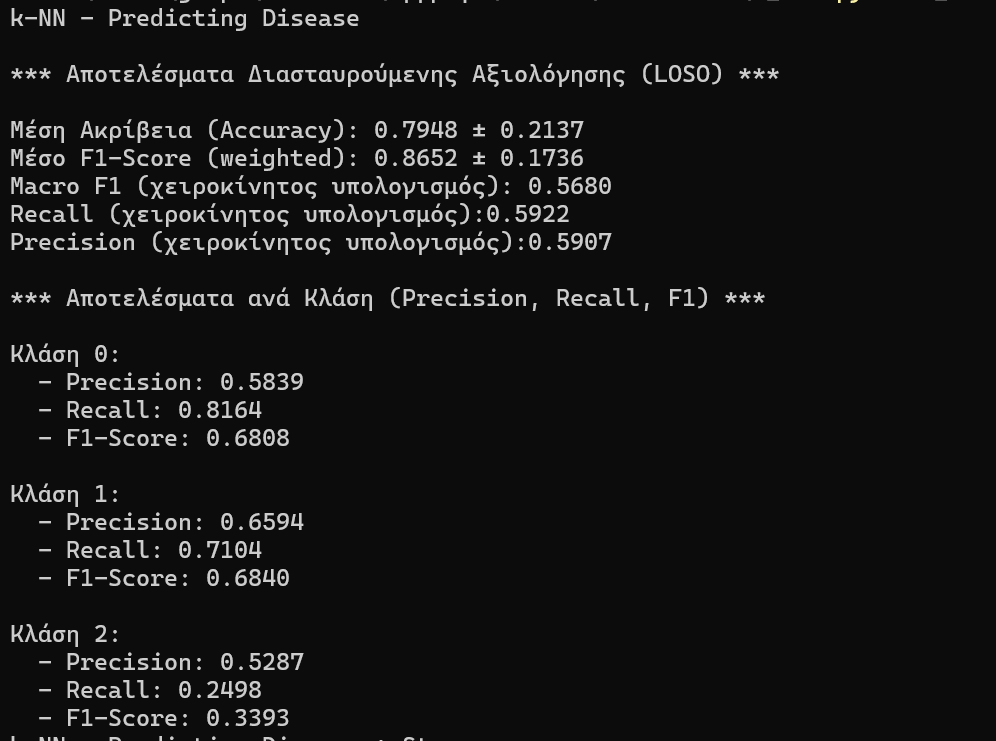 k-NN - Predicting Disease
*** Αποτελέσματα Διασταυρούμενης Αξιολόγησης (LOSO) ***
Μέση Ακρίβεια (Accuracy): 0.7948 ± 0.2137
Μέσο F1-Score (weighted): 0.8652 ± 0.1736
Macro F1 (χειροκίνητος υπολογισμός): 0.5680
Recall (χειροκίνητος υπολογισμός):0.5922
Precision (χειροκίνητος υπολογισμός):0.5907
*** Αποτελέσματα ανά Κλάση (Precision, Recall, F1) ***
Κλάση 0:
- Precision: 0.5839
- Recall: 0.8164
- F1-Score: 0.6808
Κλάση 1:
- Precision: 0.6594
- Recall: 0.7104
- F1-Score: 0.6840
Κλάση 2:
- Precision: 0.5287
- Recall: 0.2498
- F1-Score: 0.3393